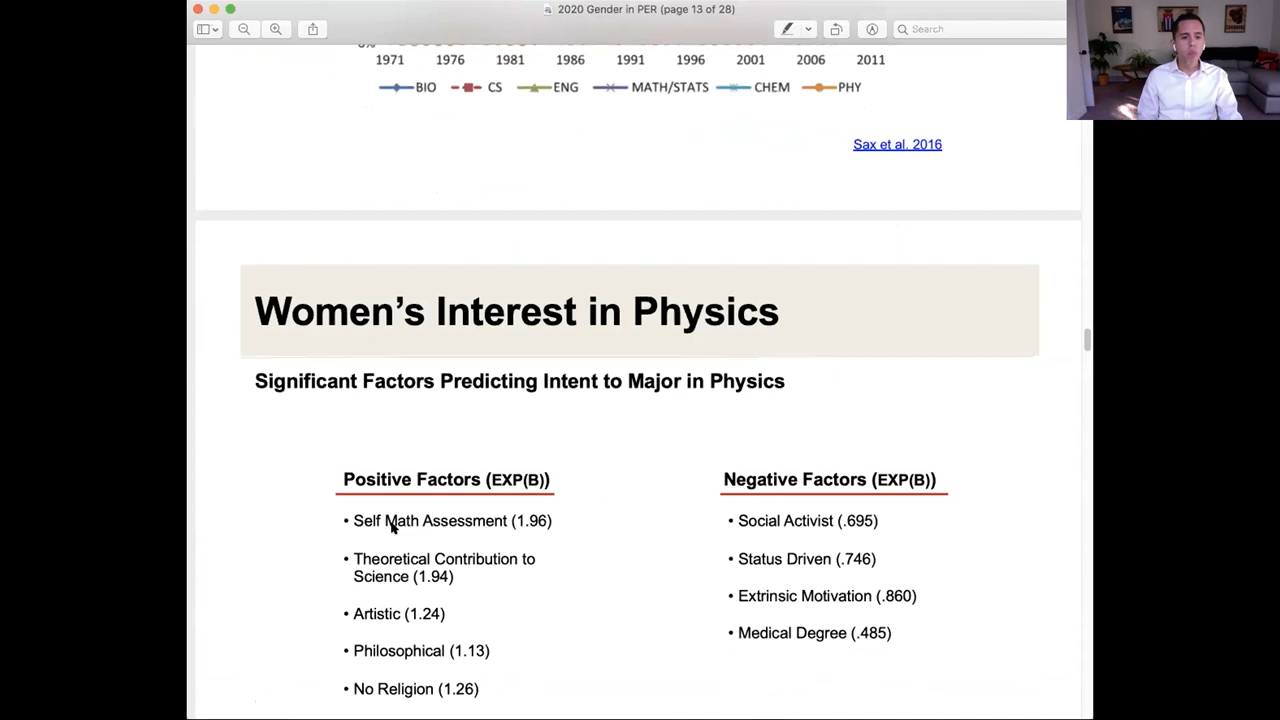 2020 Gender in PER (page 13 of 28)
Search
0%
1971 1976 1981 1986 1991 1996 2001 2006 2011
BIO CS ENG MATH/STATS CHEM PHY
Sax et al. 2016
Women's Interest in Physics
Significant Factors Predicting Intent to Major in Physics
Positive Factors (EXP(B))
• Self Math Assessment (1.96)
• Theoretical Contribution to
Science (1.94)
• Artistic (1.24)
• Philosophical (1.13)
• No Religion (1.26)
Negative Factors (EXP(B))
• Social Activist (.695)
• Status Driven (.746)
• Extrinsic Motivation (.860)
• Medical Degree (.485)